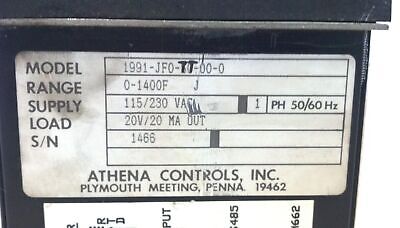 MODEL 1991-JF0-TT-00-0
RANGE 0-1400F J
SUPPLY 115/230 VAC 1 PH 50/60 Hz
LOAD 20V/20 MA OUT
S/N 1466
ATHENA CONTROLS, INC.
PLYMOUTH MEETING, PENNA. 19462